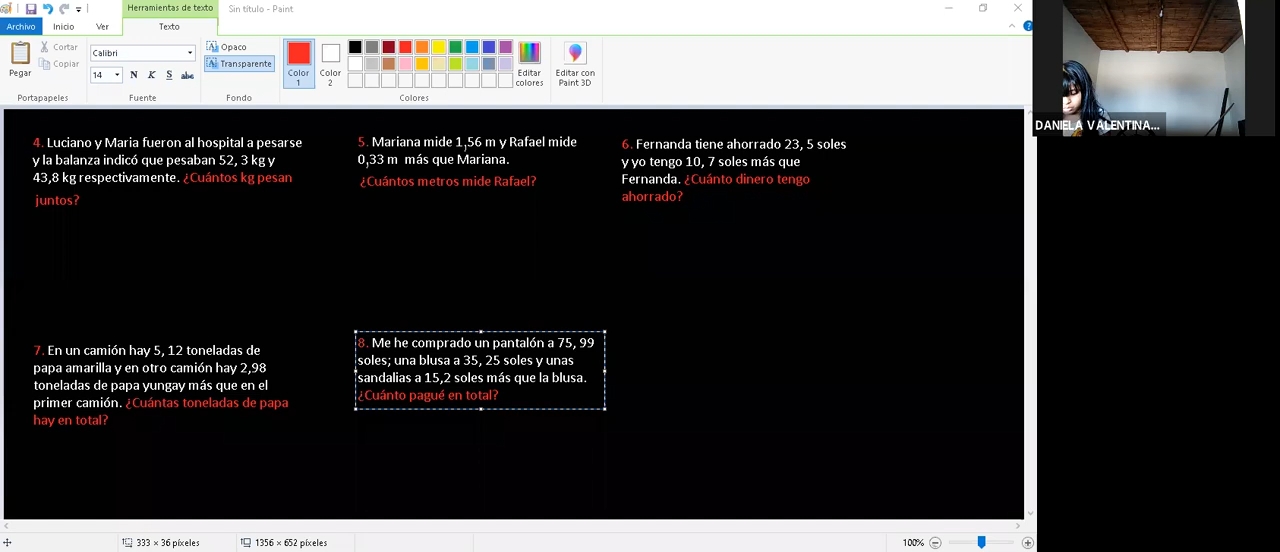 Herramientas de texto
Sin título - Paint
Archivo
Inicio
Ver
Texto
Pegar
Cortar
Copiar
Portapapeles
Calibri
14
N K S abc
Fuente
Opaco
Transparente
Fondo
Color 1
Color 2
Editar colores
Colores
Editar con Paint 3D
4. Luciano y Maria fueron al hospital a pesarse
y la balanza indicó que pesaban 52, 3 kg y
43,8 kg respectivamente. ¿Cuántos kg pesan
juntos?
5. Mariana mide 1,56 m y Rafael mide
0,33 m más que Mariana.
¿Cuántos metros mide Rafael?
6. Fernanda tiene ahorrado 23, 5 soles
y yo tengo 10, 7 soles más que
Fernanda. ¿Cuánto dinero tengo
ahorrado?
7. En un camión hay 5, 12 toneladas de
papa amarilla y en otro camión hay 2,98
toneladas de papa yungay más que en el
primer camión. ¿Cuántas toneladas de papa
hay en total?
8. Me he comprado un pantalón a 75, 99
soles; una blusa a 35, 25 soles y unas
sandalias a 15,2 soles más que la blusa.
¿Cuánto pagué en total?
DANIELA VALENTINA...
333 × 36 píxeles
1356 × 652 píxeles
100%